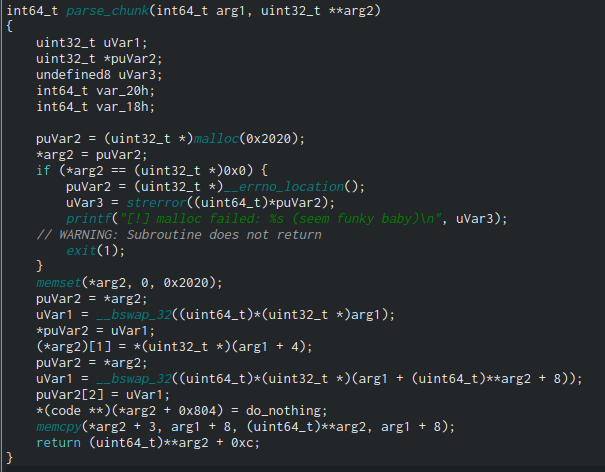 int64_t parse_chunk(int64_t arg1, uint32_t **arg2)
{
    uint32_t uVar1;
    uint32_t *puVar2;
    undefined8 uVar3;
    int64_t var_20h;
    int64_t var_18h;

    puVar2 = (uint32_t *)malloc(0x2020);
    *arg2 = puVar2;
    if (*arg2 == (uint32_t *)0x0) {
        puVar2 = (uint32_t *)__errno_location();
        uVar3 = strerror((uint64_t)*puVar2);
        printf("[!] malloc failed: %s (seem funky baby)\n", uVar3);
    // WARNING: Subroutine does not return
        exit(1);
    }
    memset(*arg2, 0, 0x2020);
    puVar2 = *arg2;
    uVar1 = __bswap_32((uint64_t)*(uint32_t *)arg1);
    *puVar2 = uVar1;
    (*arg2)[1] = *(uint32_t *)(arg1 + 4);
    puVar2 = *arg2;
    uVar1 = __bswap_32((uint64_t)*(uint32_t *)(arg1 + (uint64_t)**arg2 + 8));
    puVar2[2] = uVar1;
    *(code **)(*arg2 + 0x804) = do_nothing;
    memcpy(*arg2 + 3, arg1 + 8, (uint64_t)**arg2, arg1 + 8);
    return (uint64_t)**arg2 + 0xc;
}